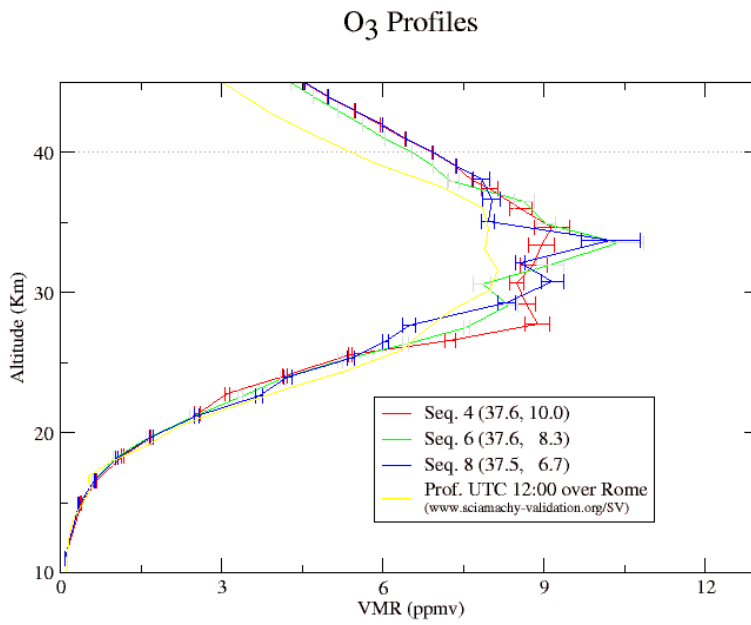 O3 Profiles
Altitude (Km)
40
30
20
10
0
3
6
9
12
VMR (ppmv)
Seq. 4 (37.6, 10.0)
Seq. 6 (37.6, 8.3)
Seq. 8 (37.5, 6.7)
Prof. UTC 12:00 over Rome
(www.sciamachy-validation.org/SV)